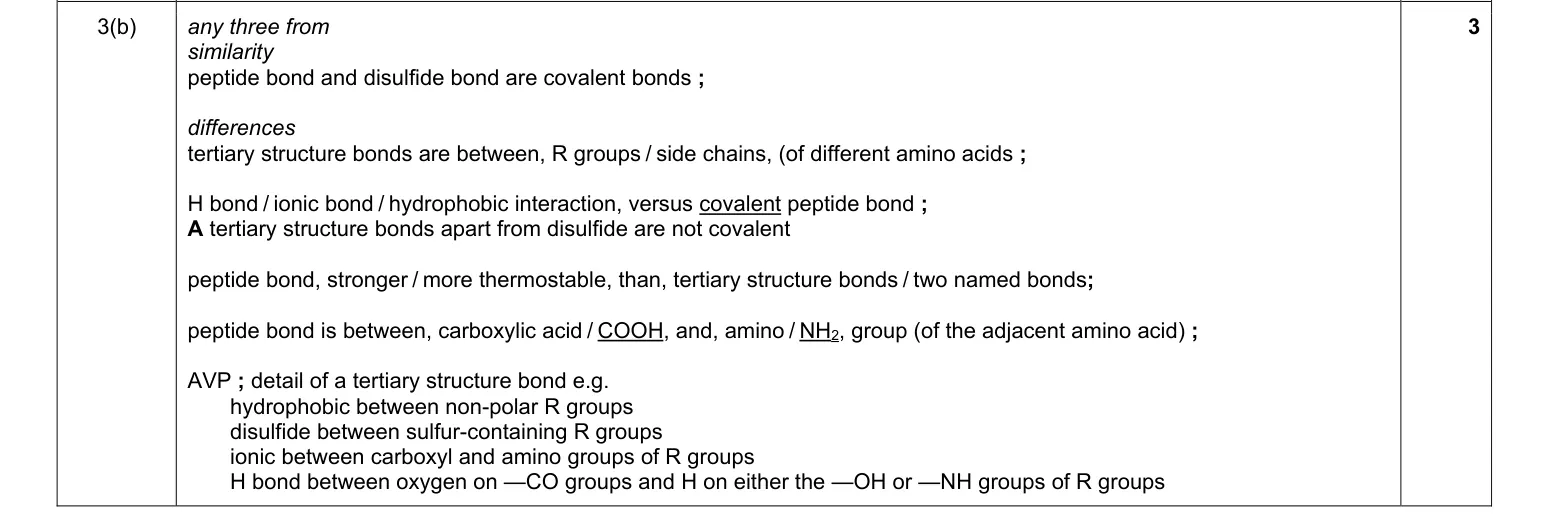 3(b)
any three from
3
similarity
peptide bond and disulfide bond are covalent bonds ;
differences
tertiary structure bonds are between, R groups / side chains, (of different amino acids ;
H bond / ionic bond / hydrophobic interaction, versus covalent peptide bond ;
A tertiary structure bonds apart from disulfide are not covalent
peptide bond, stronger / more thermostable, than, tertiary structure bonds / two named bonds;
peptide bond is between, carboxylic acid / COOH, and, amino / NH₂, group (of the adjacent amino acid) ;
AVP ; detail of a tertiary structure bond e.g.
hydrophobic between non-polar R groups
disulfide between sulfur-containing R groups
ionic between carboxyl and amino groups of R groups
H bond between oxygen on —CO groups and H on either the —OH or —NH groups of R groups